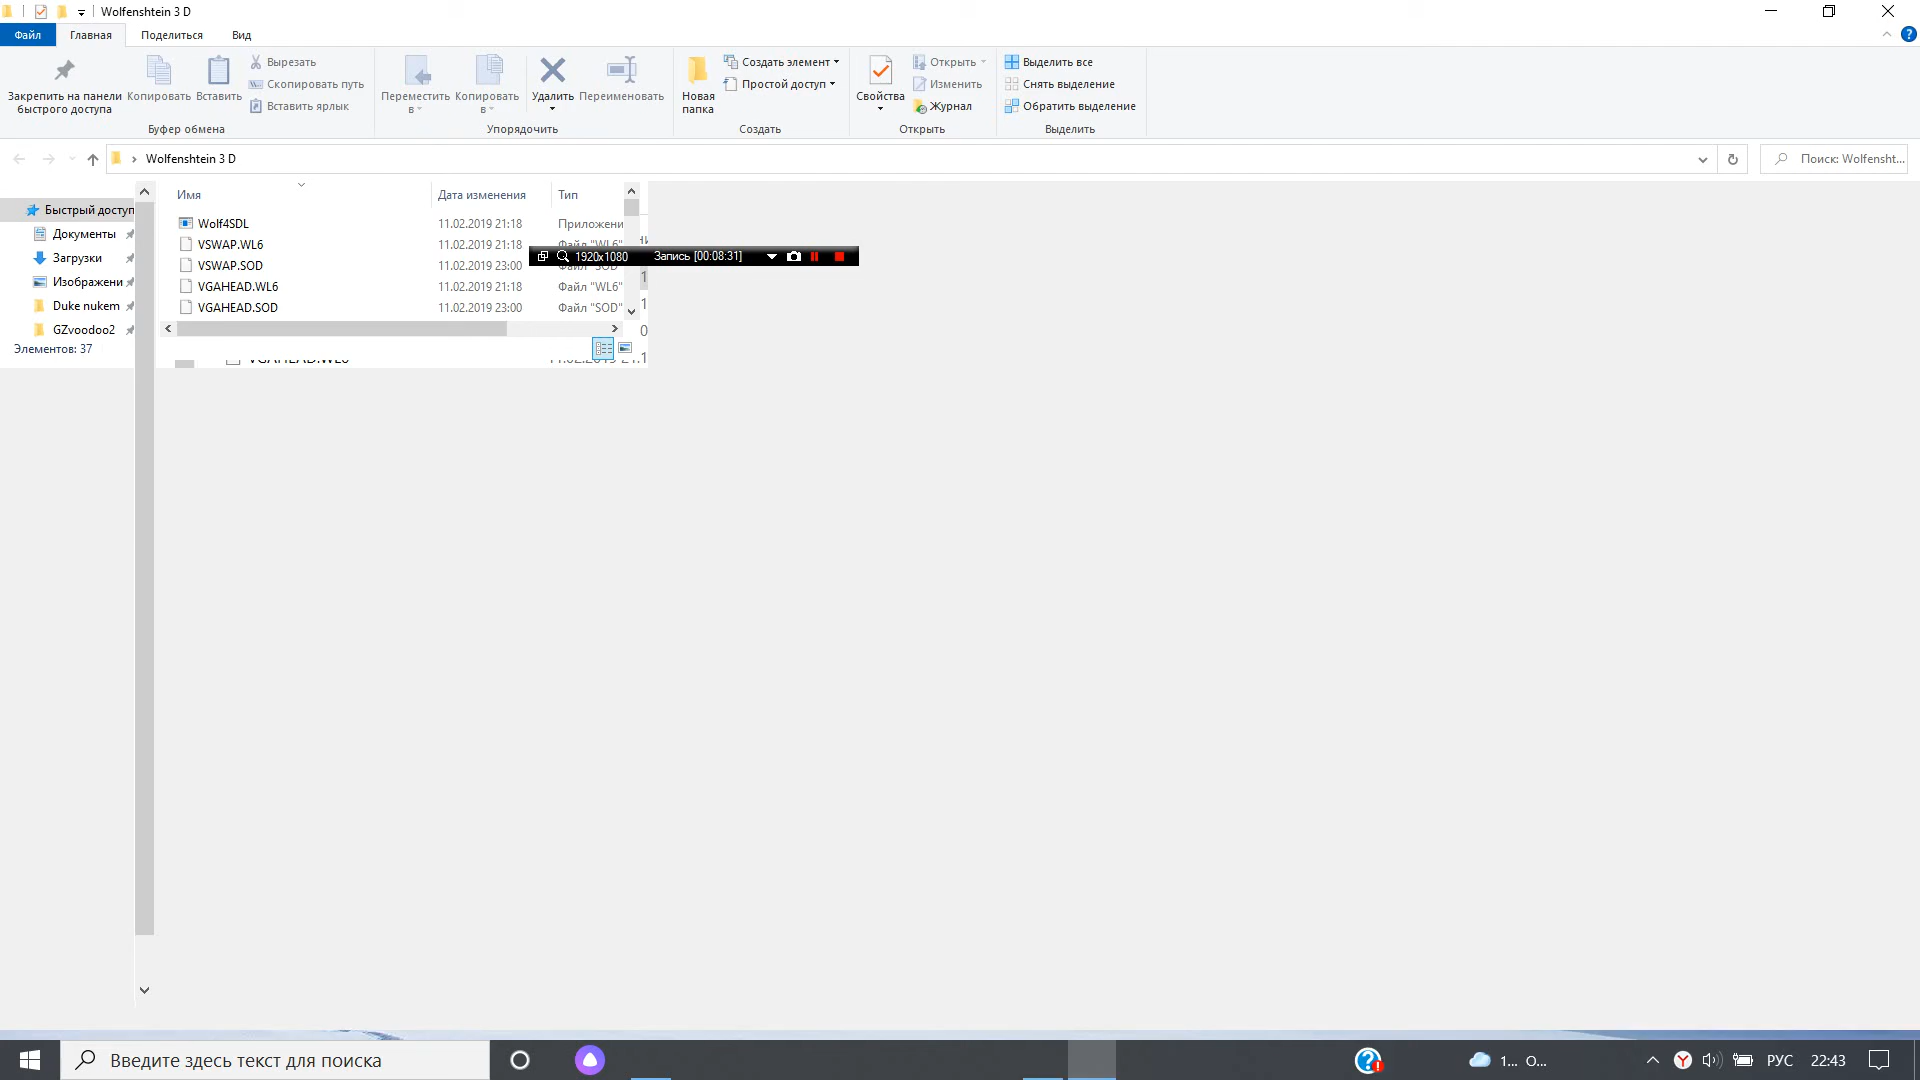 Wolfenshtein 3 D
Файл Главная Поделиться Вид
Закрепить на панели быстрого доступа
Копировать
Вставить
Вырезать
Скопировать путь
Вставить ярлык
Буфер обмена
Переместить в
Копировать в
Удалить
Переименовать
Упорядочить
Новая папка
Создать элемент
Простой доступ
Создать
Свойства
Открыть
Изменить
Журнал
Открыть
Выделить все
Снять выделение
Обратить выделение
Выделить
Wolfenshtein 3 D
Поиск: Wolfensht...
Быстрый доступ
Документы
Загрузки
Изображени
Duke nukem
GZvoodoo2
Элементов: 37
Имя Дата изменения Тип
Wolf4SDL 11.02.2019 21:18 Приложени
VSWAP.WL6 11.02.2019 21:18 Файл "WL6"
VSWAP.SOD 11.02.2019 23:00 Файл "SOD"
VGAHEAD.WL6 11.02.2019 21:18 Файл "WL6"
VGAHEAD.SOD 11.02.2019 23:00 Файл "SOD"
1920x1080 Запись [00:08:31]
Введите здесь текст для поиска
1... О...
РУС
22:43